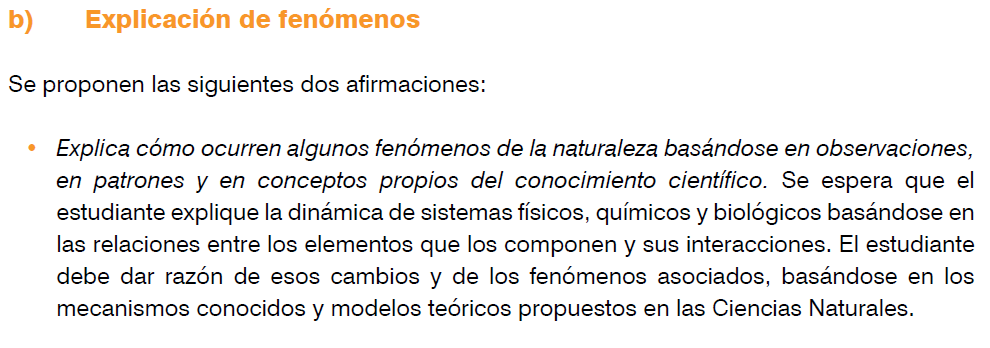 b) Explicación de fenómenos
Se proponen las siguientes dos afirmaciones:
• Explica cómo ocurren algunos fenómenos de la naturaleza basándose en observaciones,
en patrones y en conceptos propios del conocimiento científico. Se espera que el
estudiante explique la dinámica de sistemas físicos, químicos y biológicos basándose en
las relaciones entre los elementos que los componen y sus interacciones. El estudiante
debe dar razón de esos cambios y de los fenómenos asociados, basándose en los
mecanismos conocidos y modelos teóricos propuestos en las Ciencias Naturales.